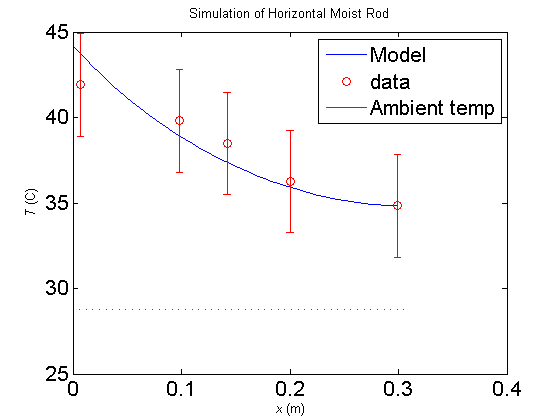 Simulation of Horizontal Moist Rod
45
40
35
30
25
T (C)
Model
data
Ambient temp
0
0.1
0.2
0.3
0.4
x (m)